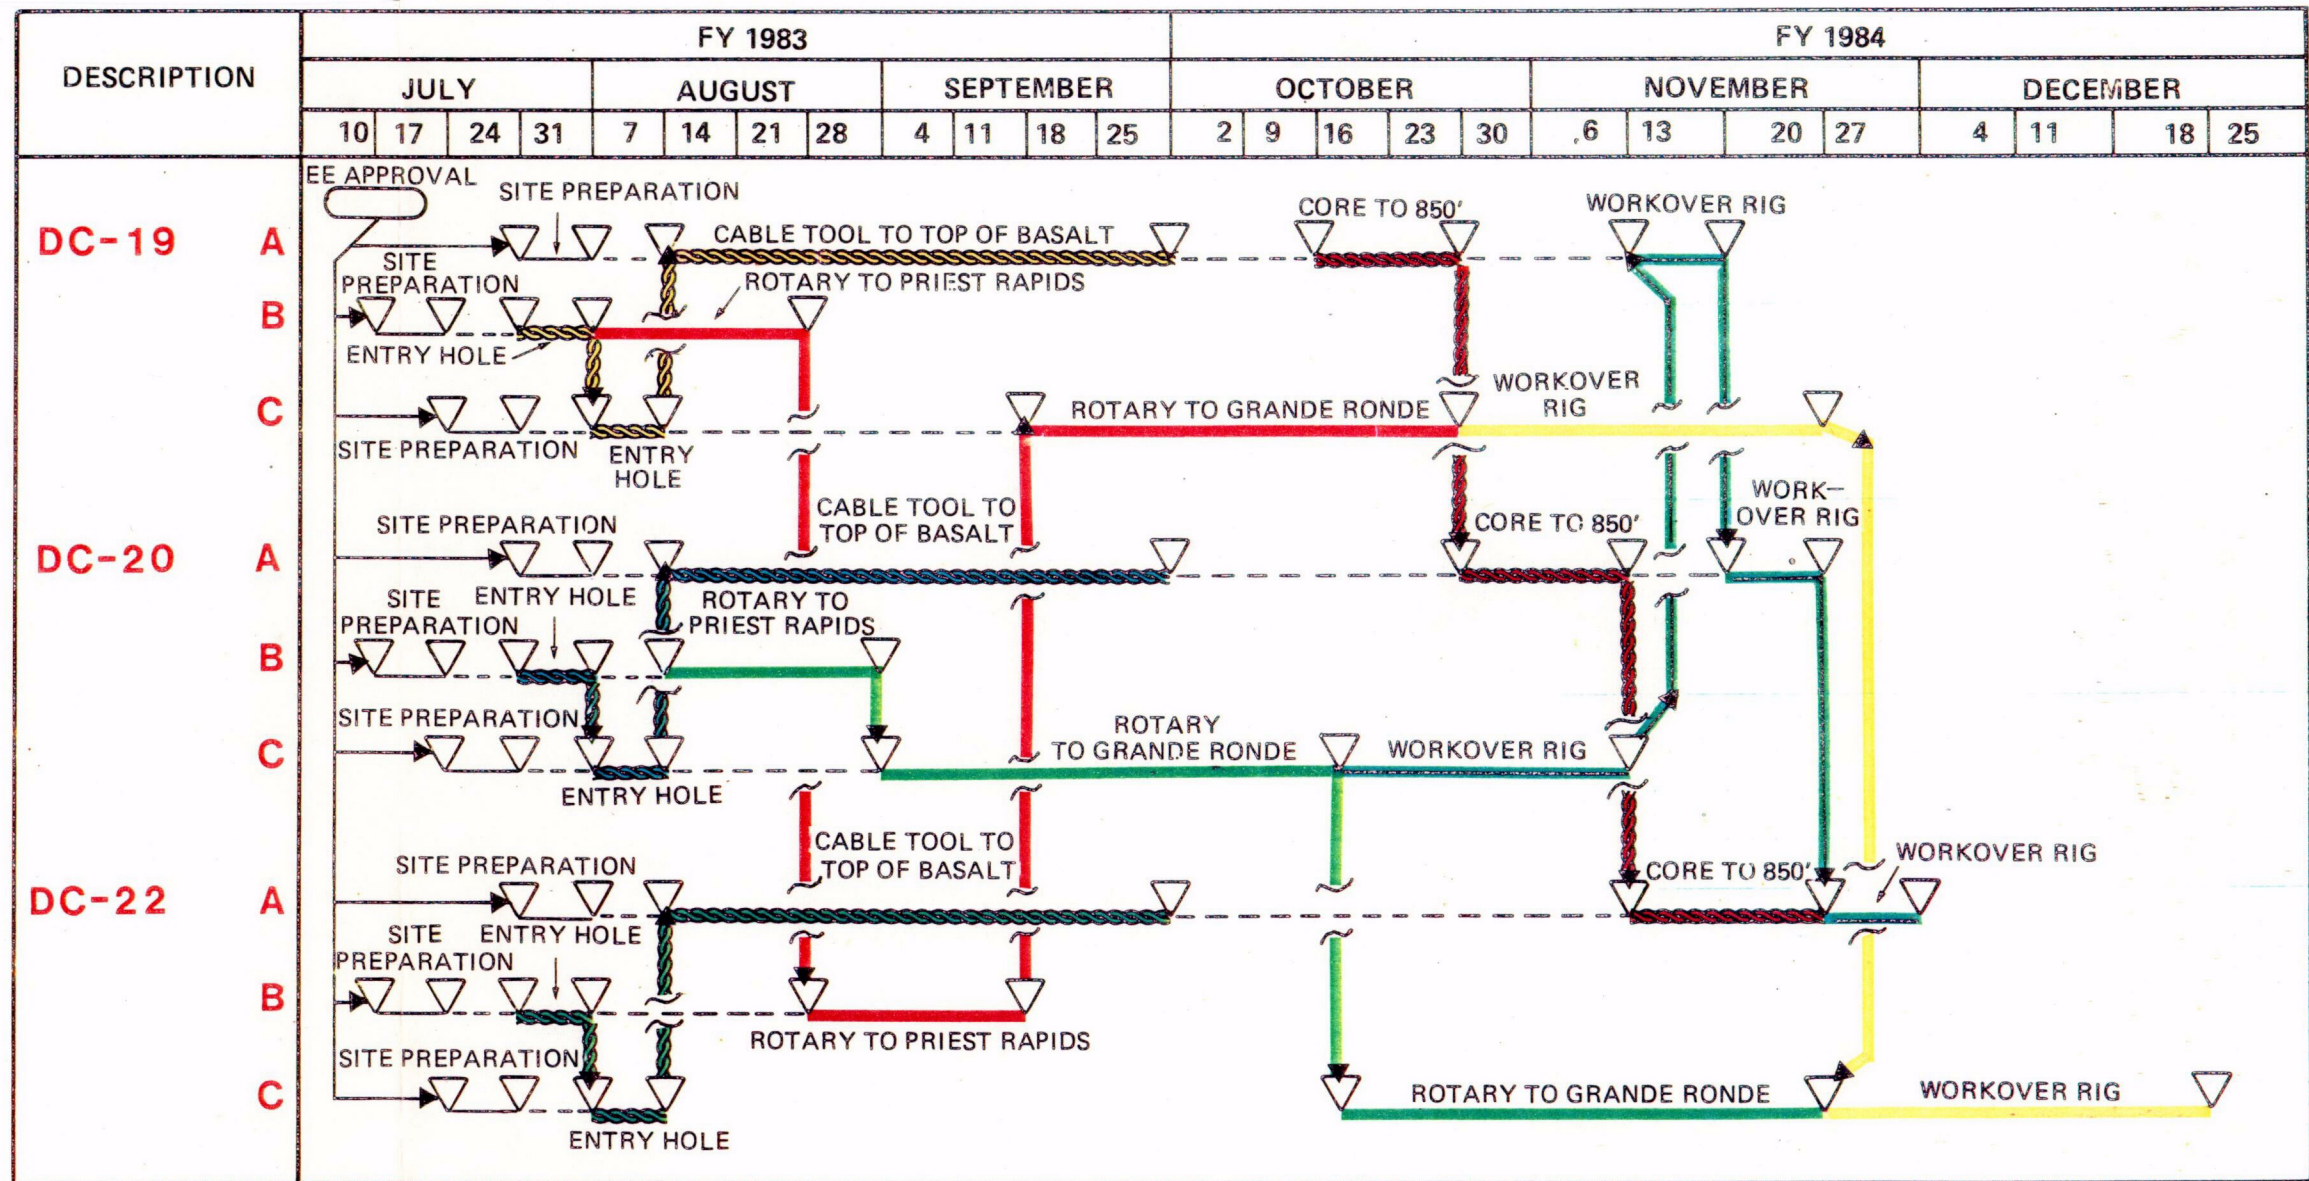 DESCRIPTION
FY 1983
FY 1984
JULY
AUGUST
SEPTEMBER
OCTOBER
NOVEMBER
DECEMBER
10 17 24 31 7 14 21 28 4 11 18 25 2 9 16 23 30 6 13 20 27 4 11 18 25
EE APPROVAL
SITE PREPARATION
DC-19 A
CABLE TOOL TO TOP OF BASALT
CORE TO 850'
WORKOVER RIG
SITE
PREPARATION
ROTARY TO PRIEST RAPIDS
B
ENTRY HOLE
C
SITE PREPARATION
ENTRY
HOLE
ROTARY TO GRANDE RONDE
WORKOVER
RIG
CABLE TOOL TO
TOP OF BASALT
SITE PREPARATION
DC-20 A
CORE TO 850'
WORK–
OVER RIG
SITE
PREPARATION
ENTRY HOLE
ROTARY TO
PRIEST RAPIDS
B
SITE PREPARATION
C
ENTRY HOLE
ROTARY
TO GRANDE RONDE
WORKOVER RIG
CABLE TOOL TO
TOP OF BASALT
SITE PREPARATION
DC-22 A
CORE TO 850'
WORKOVER RIG
SITE
PREPARATION
ENTRY HOLE
B
ROTARY TO PRIEST RAPIDS
SITE PREPARATION
C
ENTRY HOLE
ROTARY TO GRANDE RONDE
WORKOVER RIG